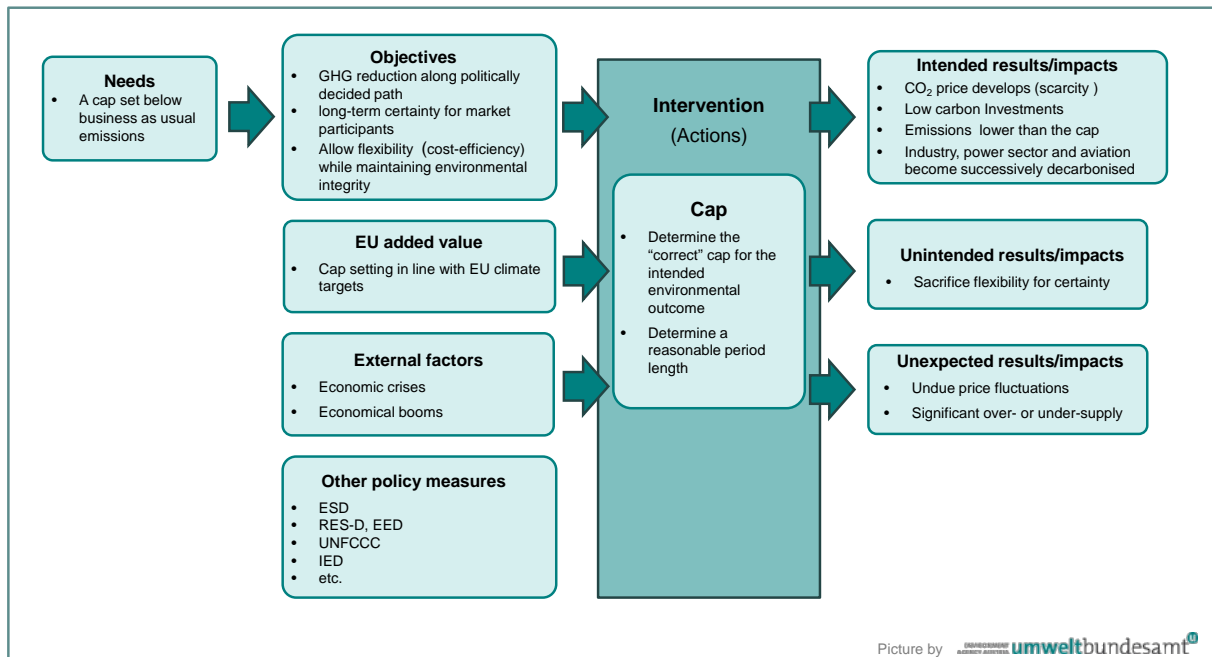 Needs
• A cap set below
business as usual
emissions
Objectives
• GHG reduction along politically
decided path
• long-term certainty for market
participants
• Allow flexibility (cost-efficiency)
while maintaining environmental
integrity
EU added value
• Cap setting in line with EU climate
targets
External factors
• Economic crises
• Economical booms
Other policy measures
• ESD
• RES-D, EED
• UNFCCC
• IED
• etc.
Intervention
(Actions)
Cap
• Determine the
“correct” cap for the
intended
environmental
outcome
• Determine a
reasonable period
length
Intended results/impacts
• CO₂ price develops (scarcity )
• Low carbon Investments
• Emissions lower than the cap
• Industry, power sector and aviation
become successively decarbonised
Unintended results/impacts
• Sacrifice flexibility for certainty
Unexpected results/impacts
• Undue price fluctuations
• Significant over- or under-supply
Picture by
ENVIRONMENT
AGENCY AUSTRIA
umweltbundesamt
u